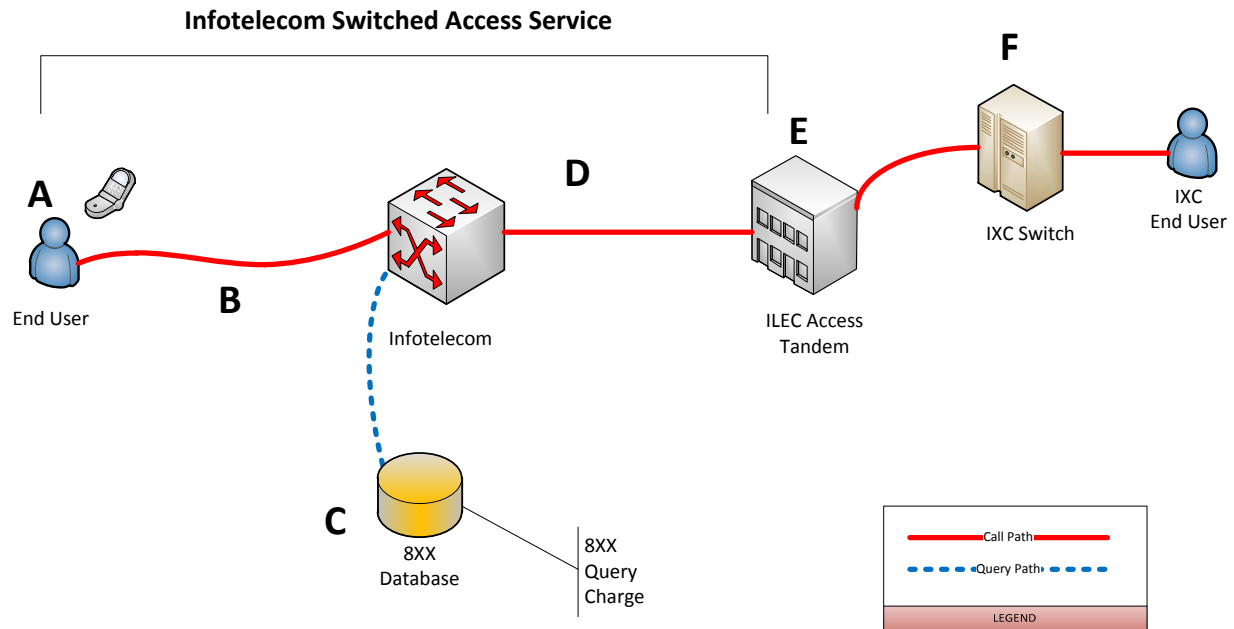 Infotelecom Switched Access Service
F
E
D
A
IXC
End User
IXC Switch
B
End User
Infotelecom
ILEC Access
Tandem
C
8XX
Database
8XX
Query
Charge
Call Path
Query Path
LEGEND